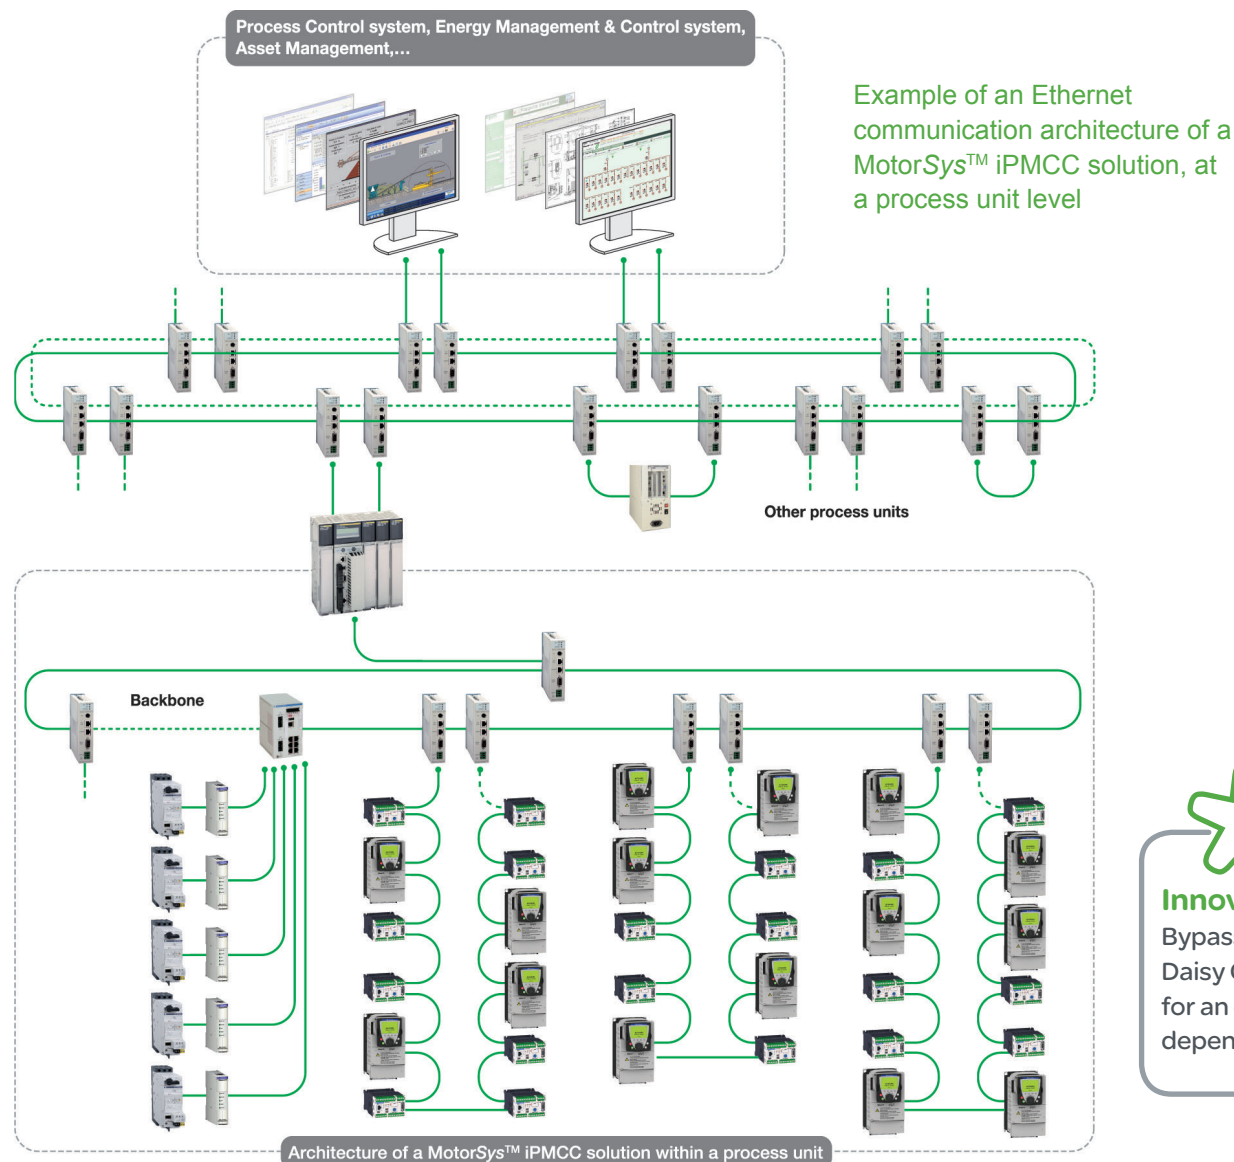 Process Control system, Energy Management & Control system,
Asset Management,...
Example of an Ethernet
communication architecture of a
MotorSys™ iPMCC solution, at
a process unit level
Other process units
Backbone
Innov
Bypass
Daisy C
for an
depen
Architecture of a MotorSys™ iPMCC solution within a process unit